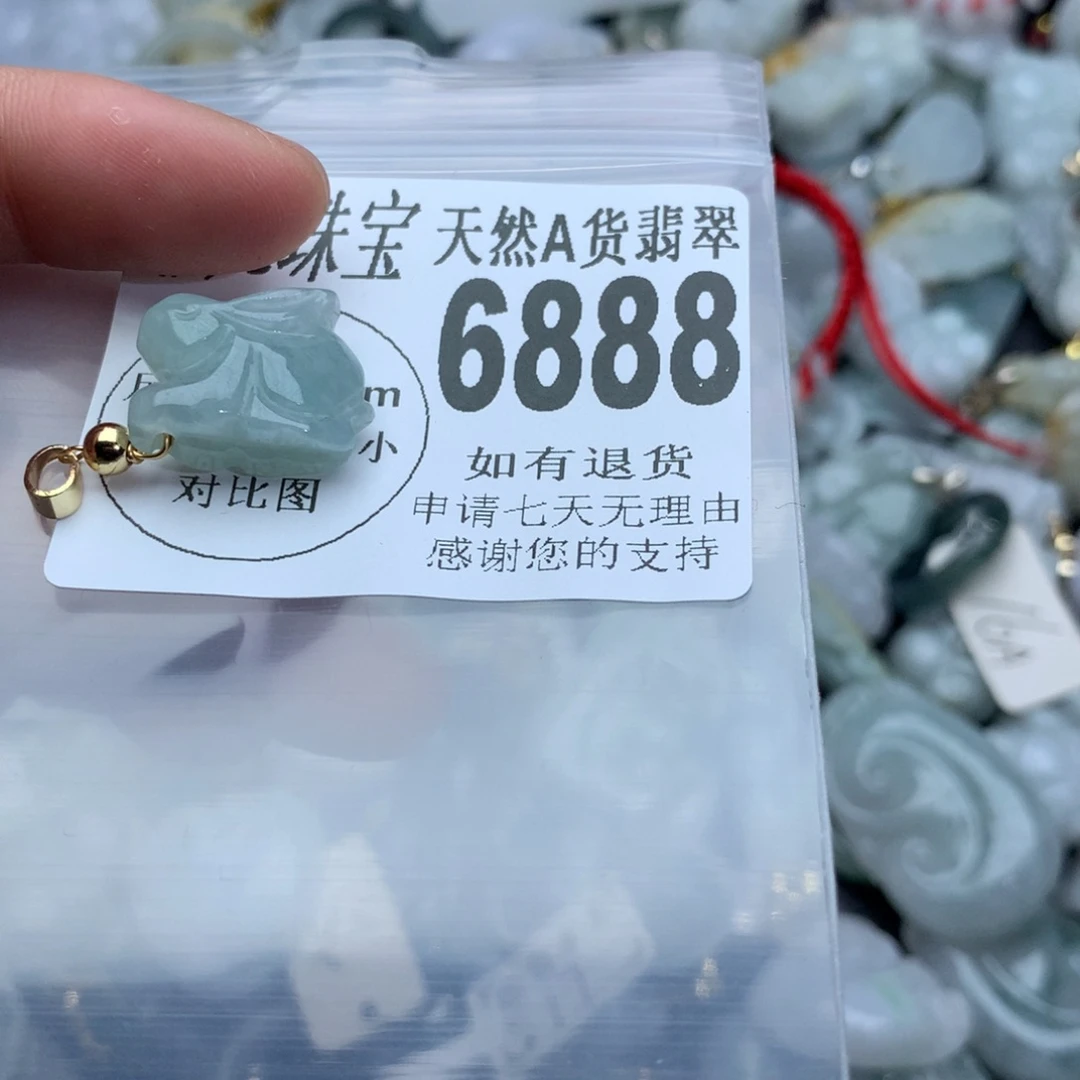 珠宝
天然A货翡翠
6888
m
小
对比图
如有退货
申请七天无理由
感谢您的支持